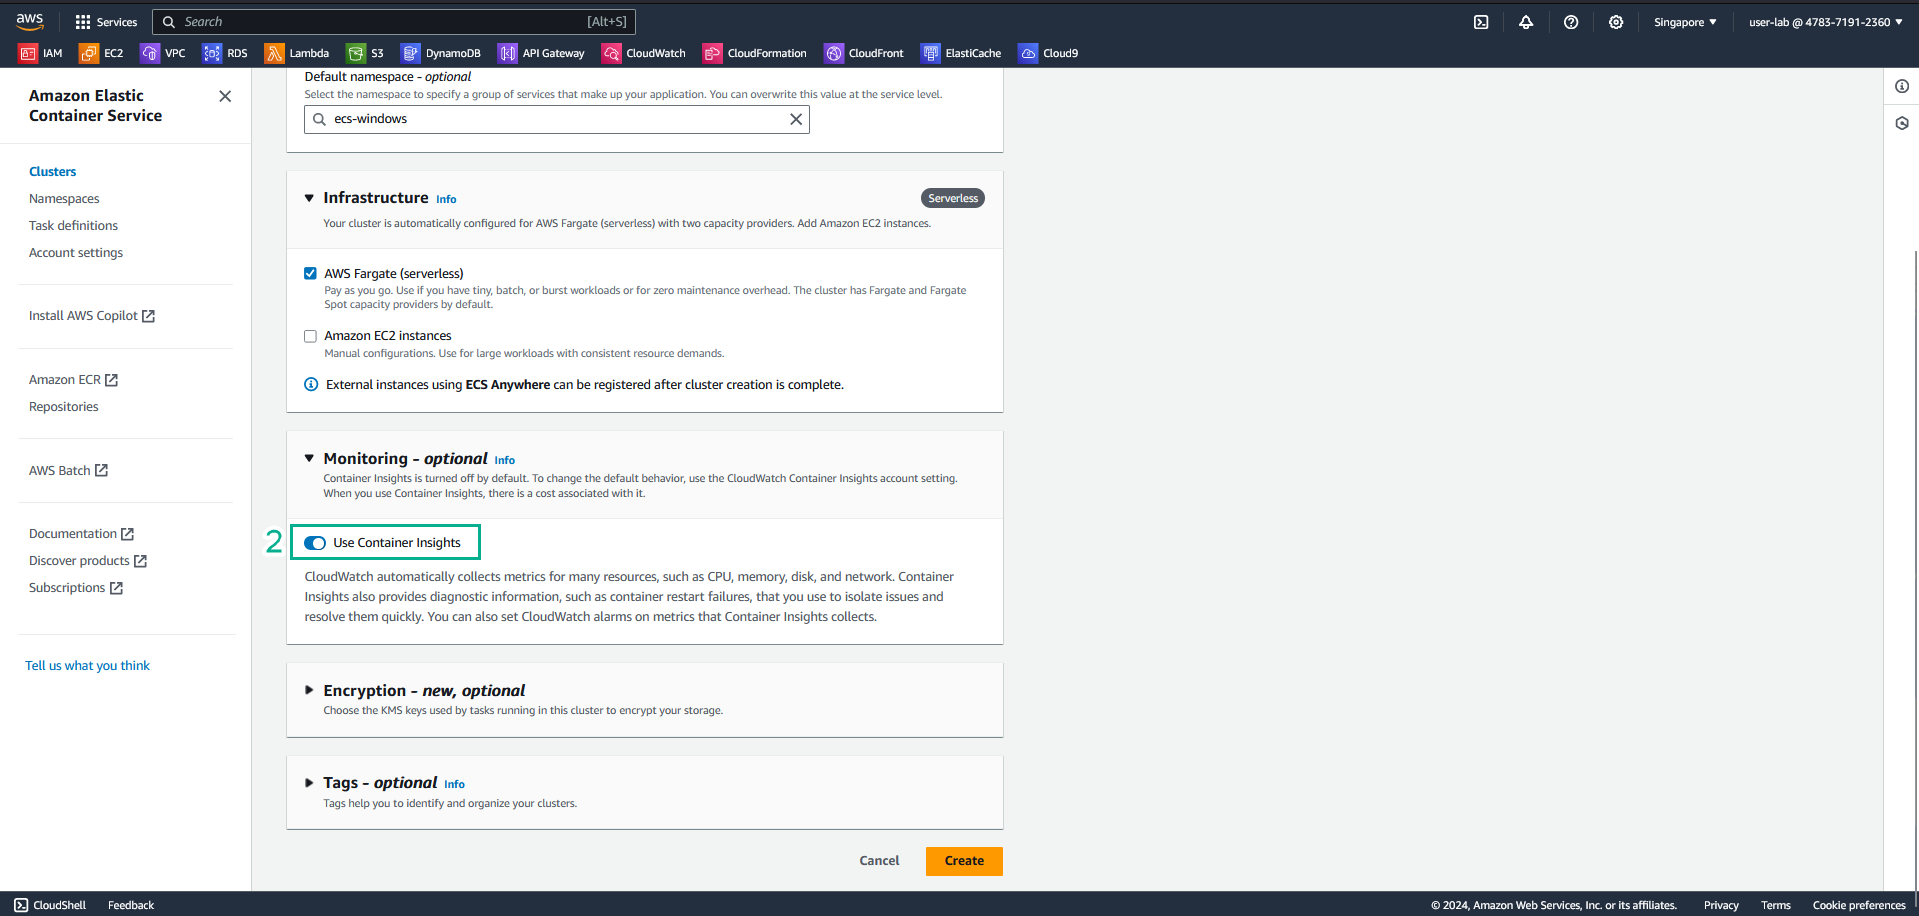 aws
Services
Search [Alt+S]
Singapore ▼
user-lab @ 4783-7191-2360 ▼
IAM EC2 VPC RDS Lambda S3 DynamoDB API Gateway CloudWatch CloudFormation CloudFront ElastiCache Cloud9
Amazon Elastic
Container Service
Clusters
Namespaces
Task definitions
Account settings
Install AWS Copilot
Amazon ECR
Repositories
AWS Batch
Documentation
Discover products
Subscriptions
Tell us what you think
Default namespace - optional
Select the namespace to specify a group of services that make up your application. You can overwrite this value at the service level.
ecs-windows
Infrastructure Info
Serverless
Your cluster is automatically configured for AWS Fargate (serverless) with two capacity providers. Add Amazon EC2 instances.
AWS Fargate (serverless)
Pay as you go. Use if you have tiny, batch, or burst workloads or for zero maintenance overhead. The cluster has Fargate and Fargate
Spot capacity providers by default.
Amazon EC2 instances
Manual configurations. Use for large workloads with consistent resource demands.
External instances using ECS Anywhere can be registered after cluster creation is complete.
Monitoring - optional Info
Container Insights is turned off by default. To change the default behavior, use the CloudWatch Container Insights account setting.
When you use Container Insights, there is a cost associated with it.
2
Use Container Insights
CloudWatch automatically collects metrics for many resources, such as CPU, memory, disk, and network. Container
Insights also provides diagnostic information, such as container restart failures, that you use to isolate issues and
resolve them quickly. You can also set CloudWatch alarms on metrics that Container Insights collects.
Encryption - new, optional
Choose the KMS keys used by tasks running in this cluster to encrypt your storage.
Tags - optional Info
Tags help you to identify and organize your clusters.
Cancel
Create
CloudShell
Feedback
© 2024, Amazon Web Services, Inc. or its affiliates.
Privacy
Terms
Cookie preferences